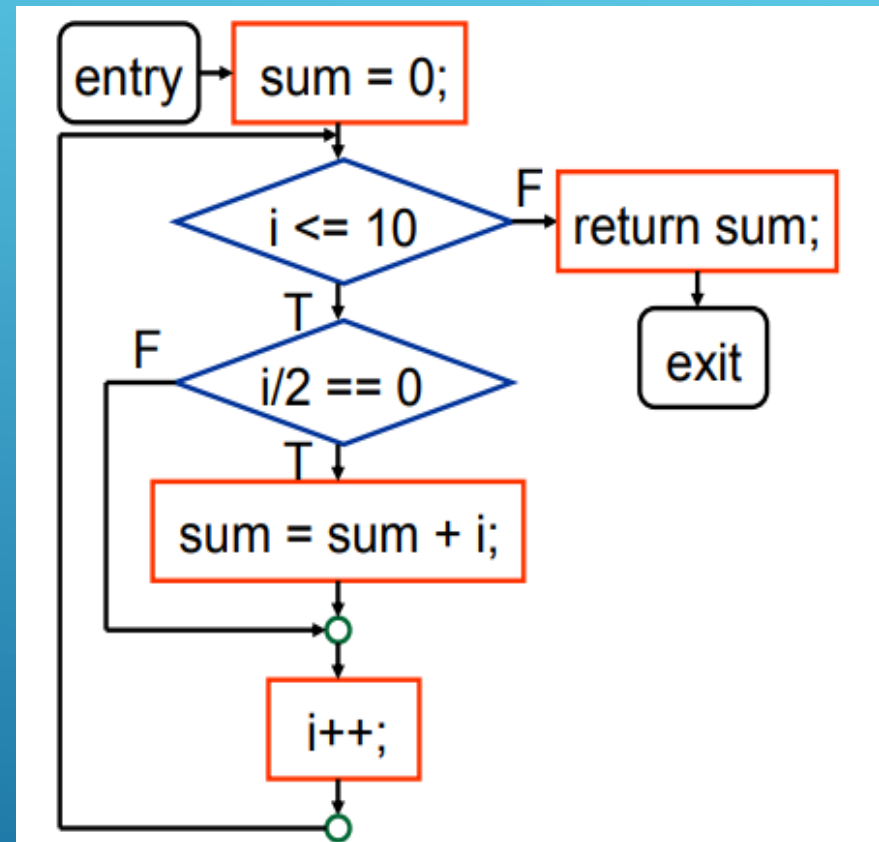 entry
sum = 0;
i <= 10
F
return sum;
T
F
i/2 == 0
exit
T
sum = sum + i;
i++;